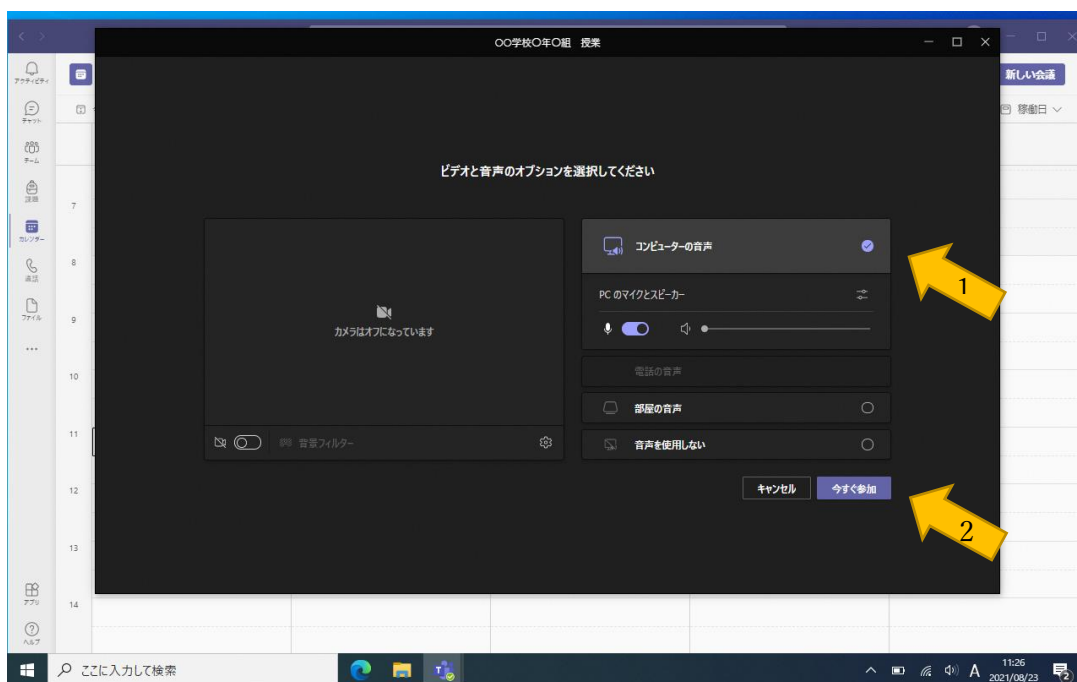 〇〇学校〇年〇組 授業
アクティビティ
新しい会議
チャット
稼働日
チーム
ビデオと音声のオプションを選択してください
課題
7
カレンダー
コンピューターの音声
8
通話
1
PC のマイクとスピーカー
ファイル
9
カメラはオフになっています
...
電話の音声
10
部屋の音声
11
背景フィルター
音声を使用しない
12
キャンセル
今すぐ参加
2
13
アプリ
14
ヘルプ
ここに入力して検索
A
11:26
2021/08/23
2